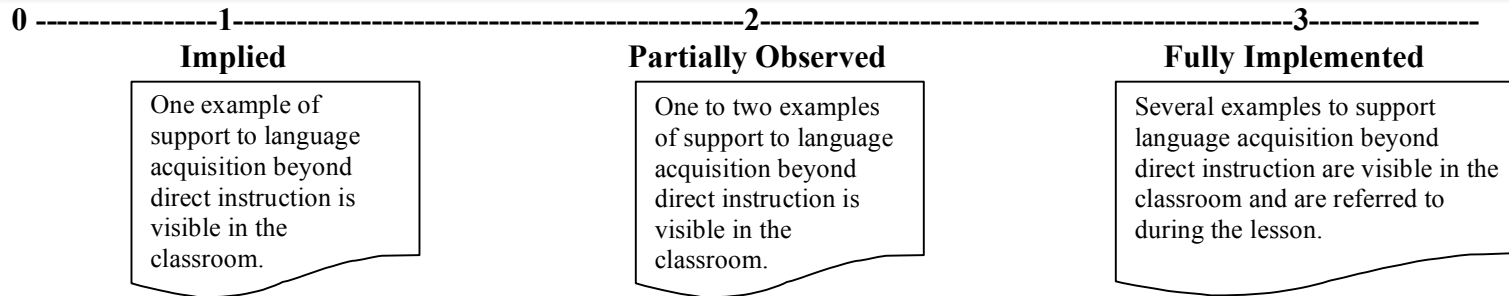 0 -----------------1------------------------------------------------2--------------------------------------------------3----------------
Implied
Partially Observed
Fully Implemented
One example of
support to language
acquisition beyond
direct instruction is
visible in the
classroom.
One to two examples
of support to language
acquisition beyond
direct instruction is
visible in the
classroom.
Several examples to support
language acquisition beyond
direct instruction are visible in the
classroom and are referred to
during the lesson.